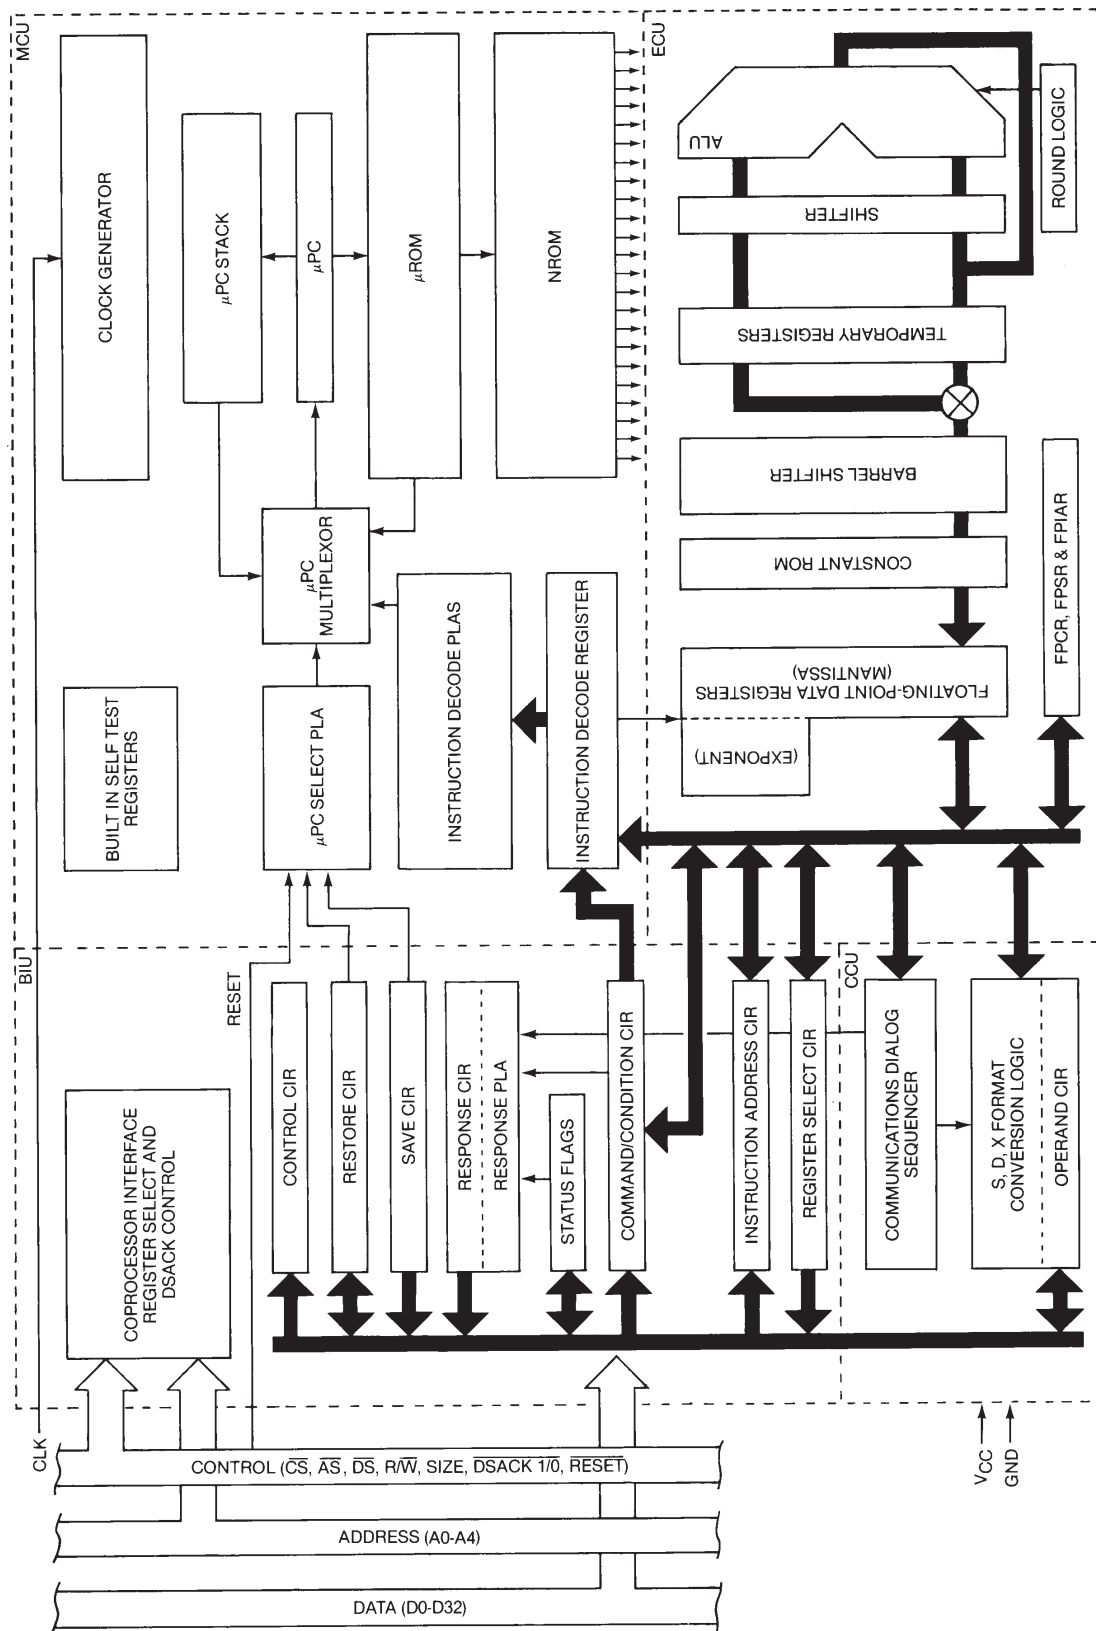 MCU
CLOCK GENERATOR
μPC STACK
μPC
μROM
NROM
μPC
MULTIPLEXOR
BUILT IN SELF TEST
REGISTERS
μPC SELECT PLA
INSTRUCTION DECODE PLAS
INSTRUCTION DECODE REGISTER
ECU
ALU
ROUND LOGIC
SHIFTER
TEMPORARY REGISTERS
BARREL SHIFTER
CONSTANT ROM
FLOATING-POINT DATA REGISTERS
(MANTISSA)
(EXPONENT)
FPCR, FPSR & FPIAR
BIU
RESET
COPROCESSOR INTERFACE
REGISTER SELECT AND
DSACK CONTROL
CONTROL CIR
RESTORE CIR
SAVE CIR
RESPONSE CIR
RESPONSE PLA
STATUS FLAGS
COMMAND/CONDITION CIR
INSTRUCTION ADDRESS CIR
REGISTER SELECT CIR
CCU
COMMUNICATIONS DIALOG
SEQUENCER
S, D, X FORMAT
CONVERSION LOGIC
OPERAND CIR
CLK
CONTROL (C̅S̅, A̅S̅, D̅S̅, R/W̅, SIZE, D̅S̅A̅C̅K̅ 1̅/0̅, R̅E̅S̅E̅T̅)
ADDRESS (A0-A4)
DATA (D0-D32)
VCC
GND